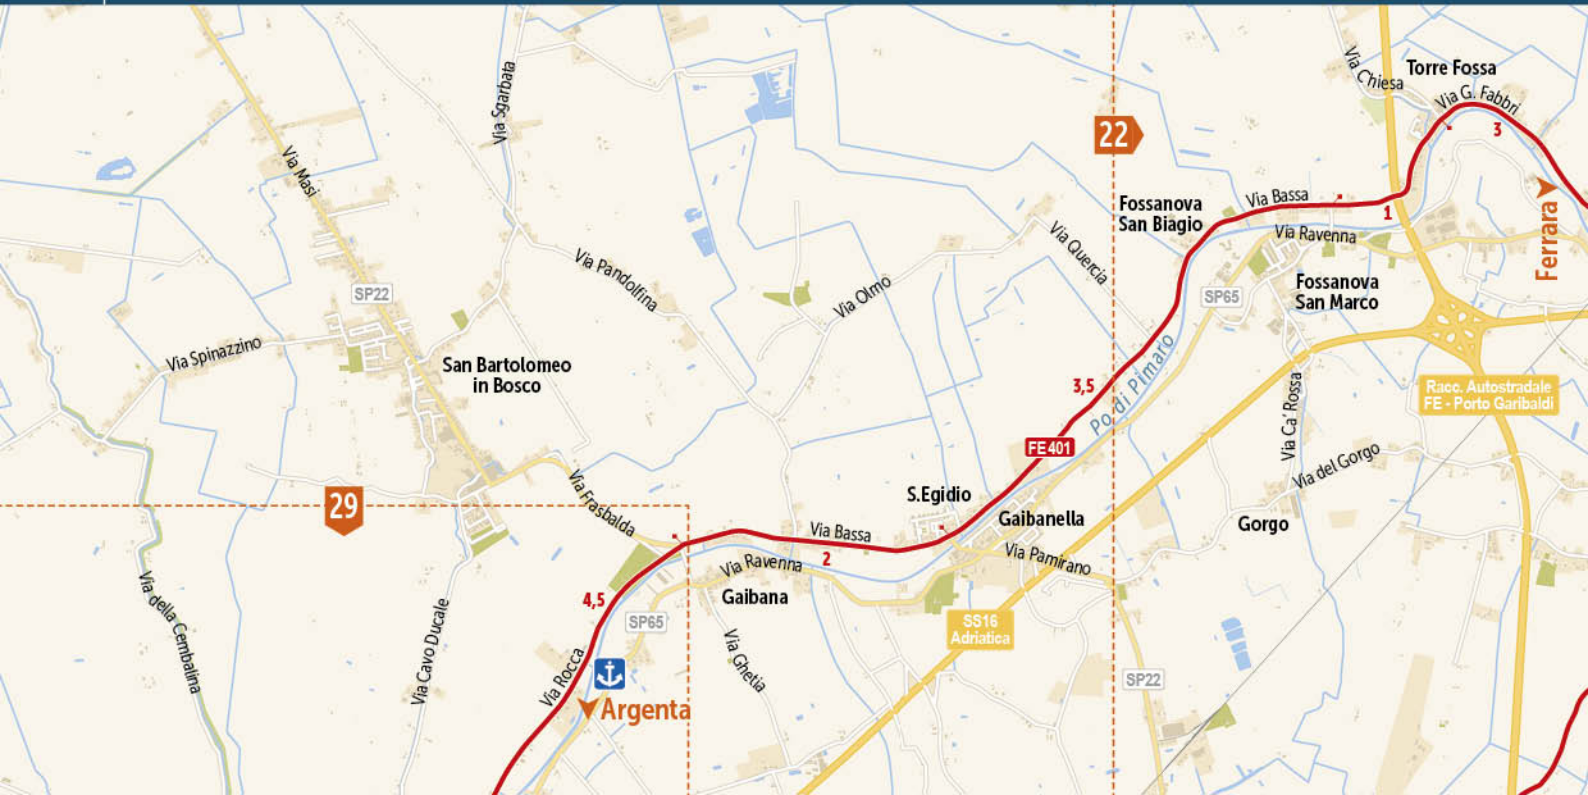 Via Sgarbata
Via Chiesa
Torre Fossa
Via G. Fabbri
3
22
Via Masi
Fossanova
San Biagio
Via Bassa
1
Via Ravenna
Ferrara
Via Quercia
Via Pandolfina
SP22
Via Olmo
SP65
Fossanova
San Marco
Via Spinazzino
San Bartolomeo
in Bosco
3,5
Po di Pimaro
Racc. Autostradale
FE - Porto Garibaldi
Via Ca' Rossa
FE401
Via del Gorgo
29
Via Frasbalda
S.Egidio
Gaibanella
Gorgo
Via Bassa
2
Via Pamirano
Via Ravenna
Gaibana
4,5
SP65
SS16
Adriatica
Via della Cembalina
Via Cavo Ducale
Via Rocca
Via Ghetia
SP22
Argenta